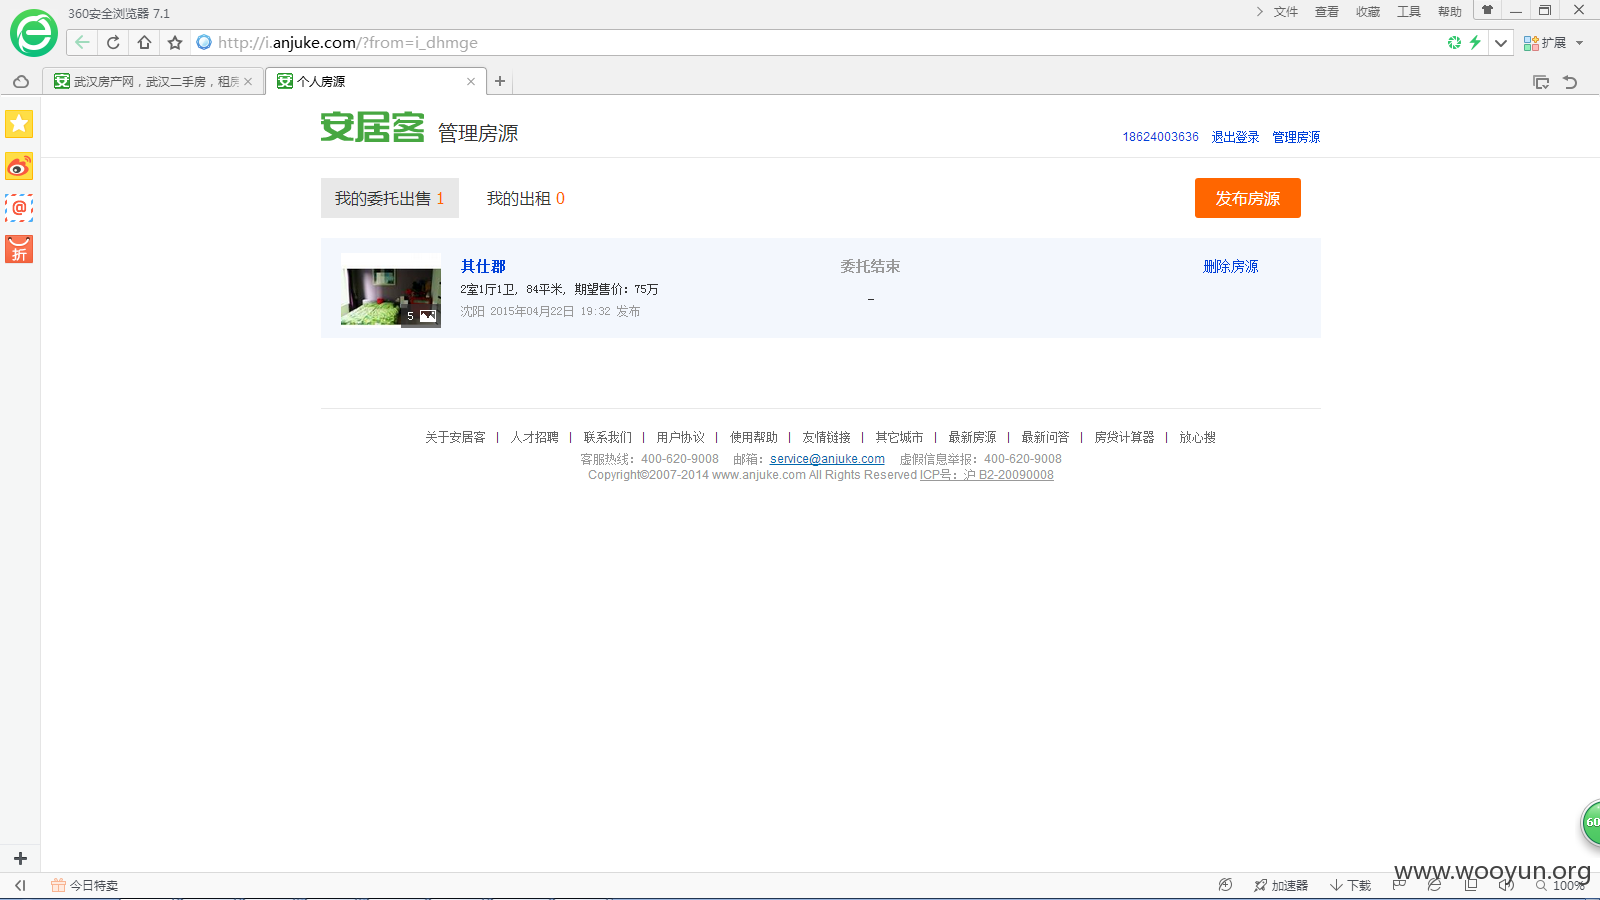 360安全浏览器 7.1
文件 查看 收藏 工具 帮助
http://i.anjuke.com/?from=i_dhmge
扩展
武汉房产网，武汉二手房，租房
个人房源
安居客 管理房源
18624003636 退出登录 管理房源
我的委托出售 1 我的出租 0
发布房源
其仕郡
委托结束
删除房源
2室1厅1卫，84平米，期望售价：75万
-
沈阳 2015年04月22日 19:32 发布
5
@
折
关于安居客 | 人才招聘 | 联系我们 | 用户协议 | 使用帮助 | 友情链接 | 其它城市 | 最新房源 | 最新问答 | 房贷计算器 | 放心搜
客服热线：400-620-9008 邮箱：service@anjuke.com 虚假信息举报：400-620-9008
Copyright©2007-2014 www.anjuke.com All Rights Reserved ICP号：沪 B2-20090008
60
www.wooyun.org
今日特卖
加速器 下载 100%